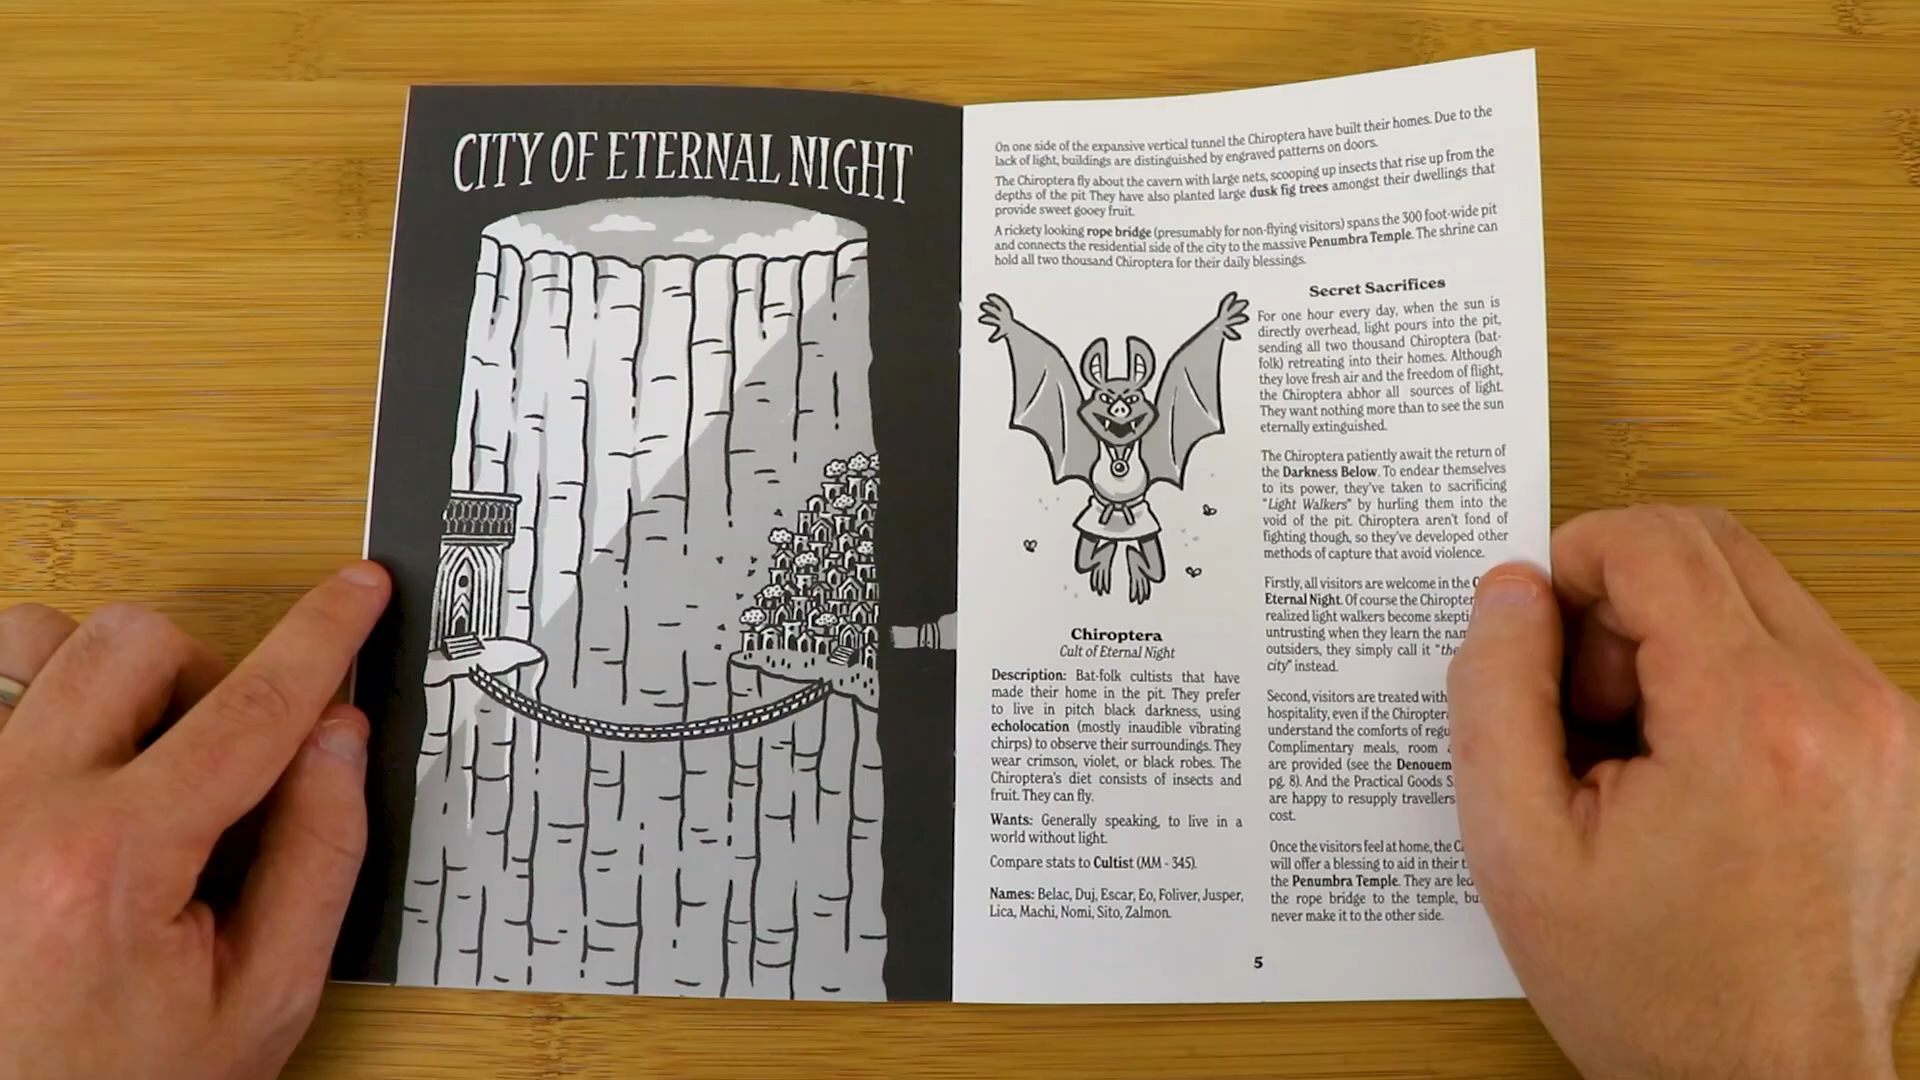 CITY OF ETERNAL NIGHT
On one side of the expansive vertical tunnel the Chiroptera have built their homes. Due to the
lack of light, buildings are distinguished by engraved patterns on doors.
The Chiroptera fly about the cavern with large nets, scooping up insects that rise up from the
depths of the pit They have also planted large dusk fig trees amongst their dwellings that
provide sweet gooey fruit.
A rickety looking rope bridge (presumably for non-flying visitors) spans the 300 foot-wide pit
and connects the residential side of the city to the massive Penumbra Temple. The shrine can
hold all two thousand Chiroptera for their daily blessings.
Chiroptera
Cult of Eternal Night
Description: Bat-folk cultists that have
made their home in the pit. They prefer
to live in pitch black darkness, using
echolocation (mostly inaudible vibrating
chirps) to observe their surroundings. They
wear crimson, violet, or black robes. The
Chiroptera's diet consists of insects and
fruit. They can fly.
Wants: Generally speaking, to live in a
world without light.
Compare stats to Cultist (MM - 345).
Names: Belac, Duj, Escar, Eo, Foliver, Jusper,
Lica, Machi, Nomi, Sito, Zalmon.
Secret Sacrifices
For one hour every day, when the sun is
directly overhead, light pours into the pit,
sending all two thousand Chiroptera (bat-
folk) retreating into their homes. Although
they love fresh air and the freedom of flight,
the Chiroptera abhor all sources of light.
They want nothing more than to see the sun
eternally extinguished.
The Chiroptera patiently await the return of
the Darkness Below. To endear themselves
to its power, they've taken to sacrificing
"Light Walkers" by hurling them into the
void of the pit. Chiroptera aren't fond of
fighting though, so they've developed other
methods of capture that avoid violence.
Firstly, all visitors are welcome in the
Eternal Night. Of course the
realized light walkers become
untrusting when they learn the
outsiders, they simply call it
city" instead.
Second, visitors are treated with
hospitality, even if the
understand the comforts of
Complimentary meals, room
are provided (see the
pg. 8). And the Practical Goods
are happy to resupply travellers
cost.
Once the visitors feel at home, the
will offer a blessing to aid in their
the Penumbra Temple. They are
the rope bridge to the temple,
never make it to the other side.
5